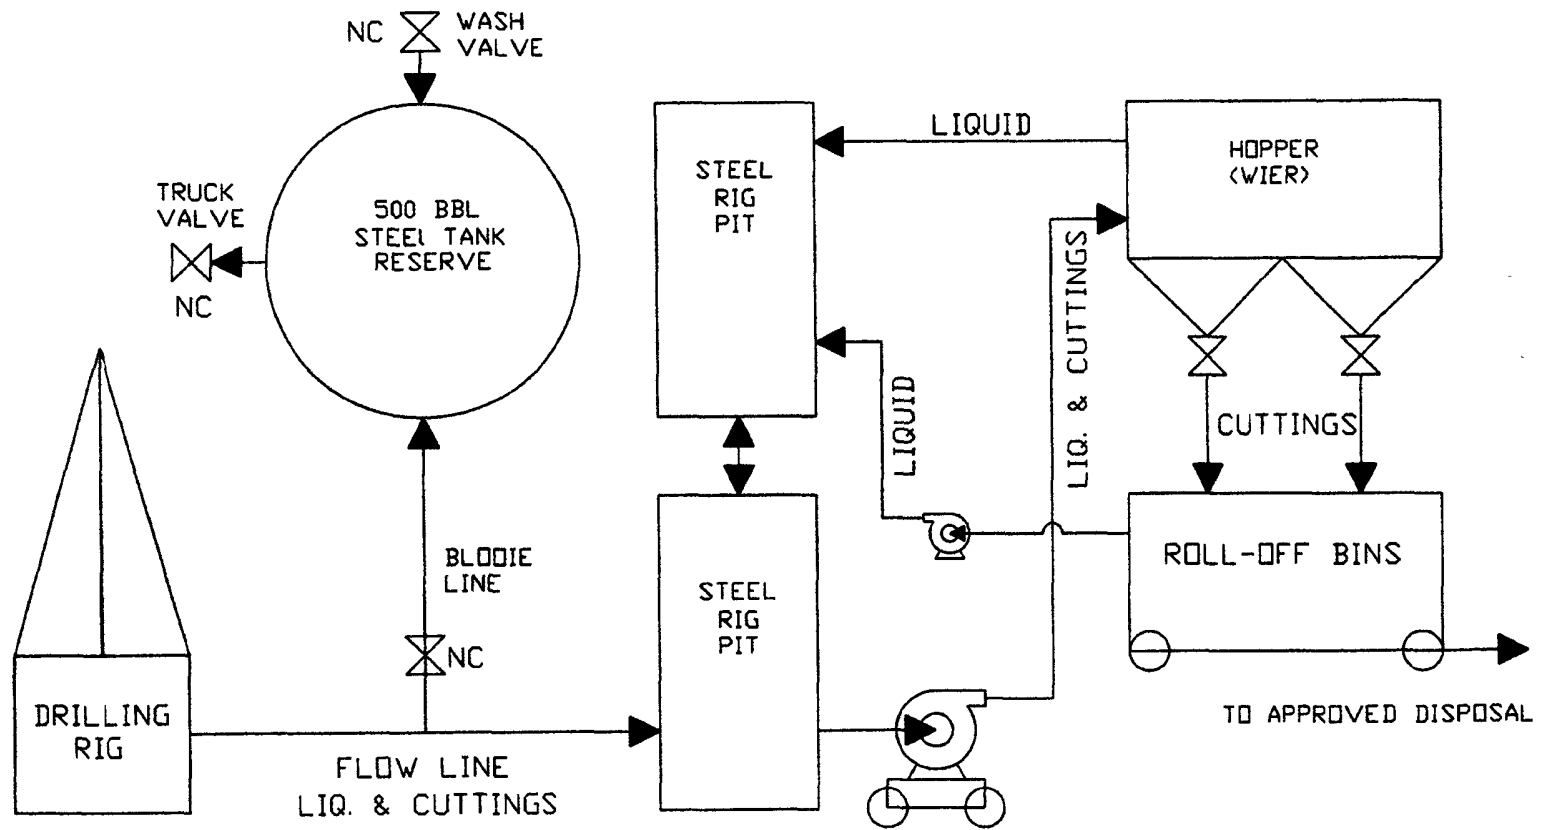 NC
WASH
VALVE
TRUCK
VALVE
NC
500 BBL
STEEL TANK
RESERVE
STEEL
RIG
PIT
LIQUID
HOPPER
(WIER)
LIQ. & CUTTINGS
LIQUID
CUTTINGS
BLOOIE
LINE
NC
STEEL
RIG
PIT
ROLL-OFF BINS
DRILLING
RIG
FLOW LINE
LIQ. & CUTTINGS
TO APPROVED DISPOSAL